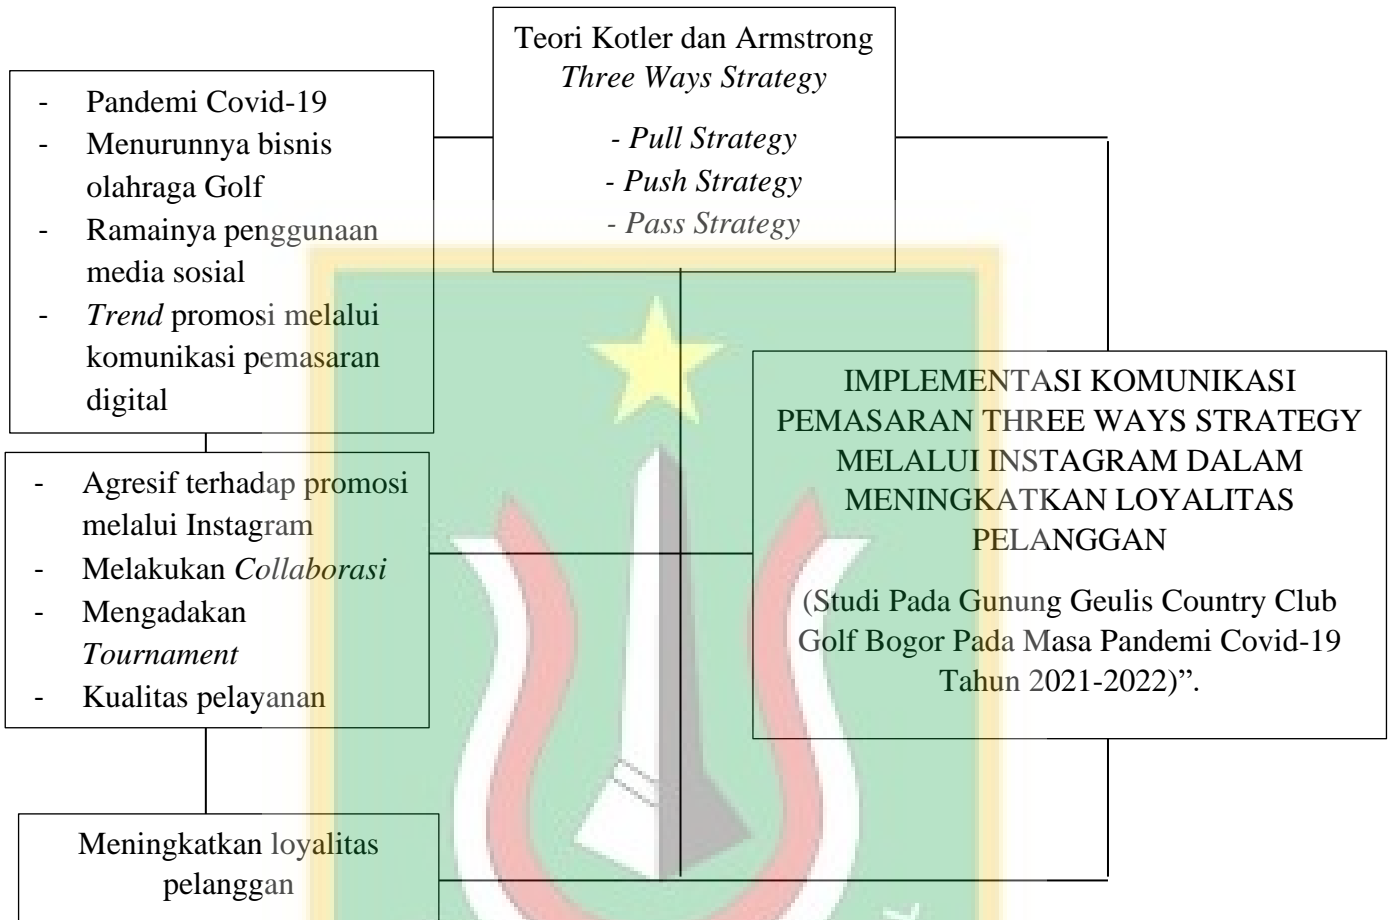 Teori Kotler dan Armstrong
Three Ways Strategy
- Pull Strategy
- Push Strategy
- Pass Strategy
- Pandemi Covid-19
- Menurunnya bisnis
olahraga Golf
- Ramainya penggunaan
media sosial
- Trend promosi melalui
komunikasi pemasaran
digital
IMPLEMENTASI KOMUNIKASI
PEMASARAN THREE WAYS STRATEGY
MELALUI INSTAGRAM DALAM
MENINGKATKAN LOYALITAS
PELANGGAN
(Studi Pada Gunung Geulis Country Club
Golf Bogor Pada Masa Pandemi Covid-19
Tahun 2021-2022)”.
- Agresif terhadap promosi
melalui Instagram
- Melakukan Collaborasi
- Mengadakan
Tournament
- Kualitas pelayanan
Meningkatkan loyalitas
pelanggan